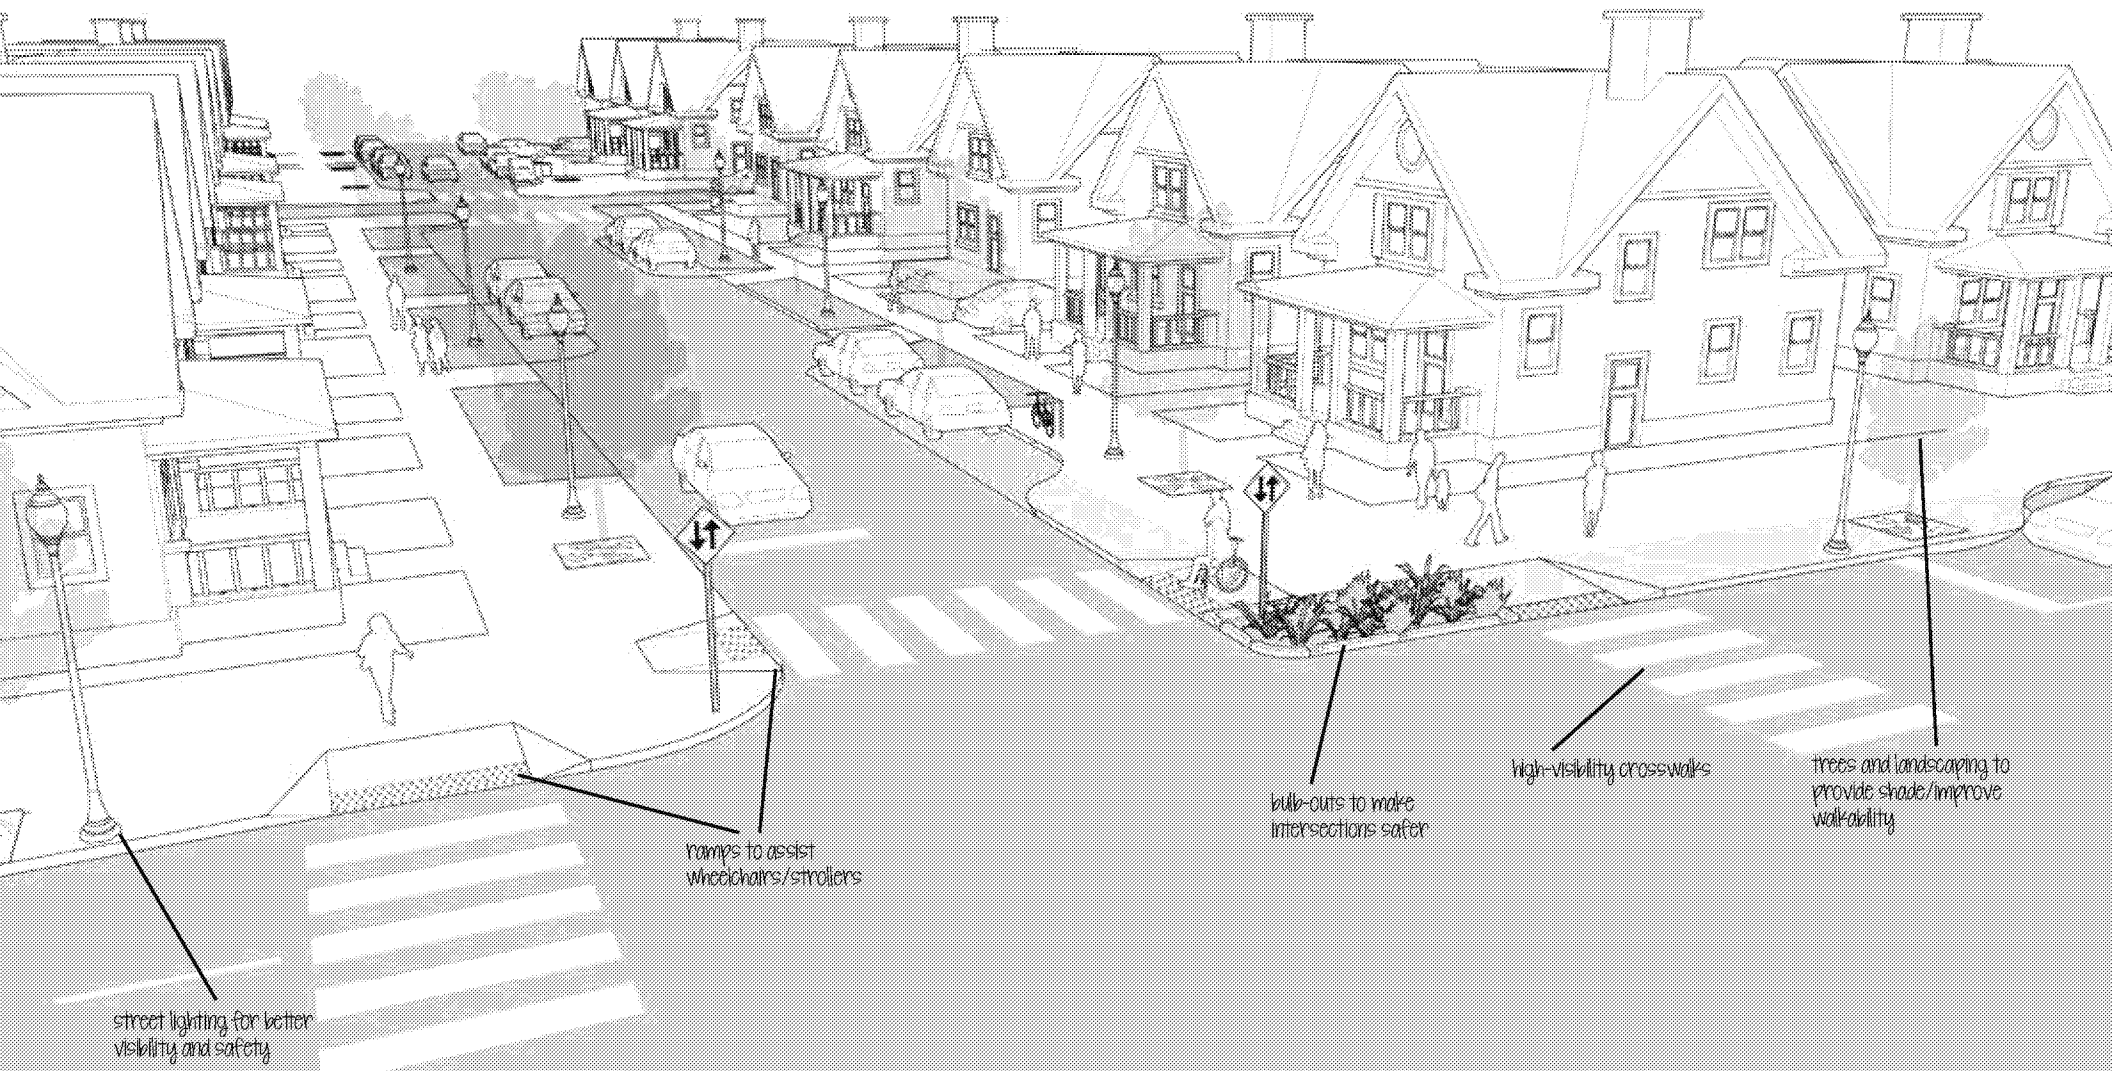 high-visibility crosswalks
trees and landscaping to
provide shade/improve
walkability
bulb-outs to make
intersections safer
ramps to assist
wheelchairs/strollers
street lighting for better
visibility and safety